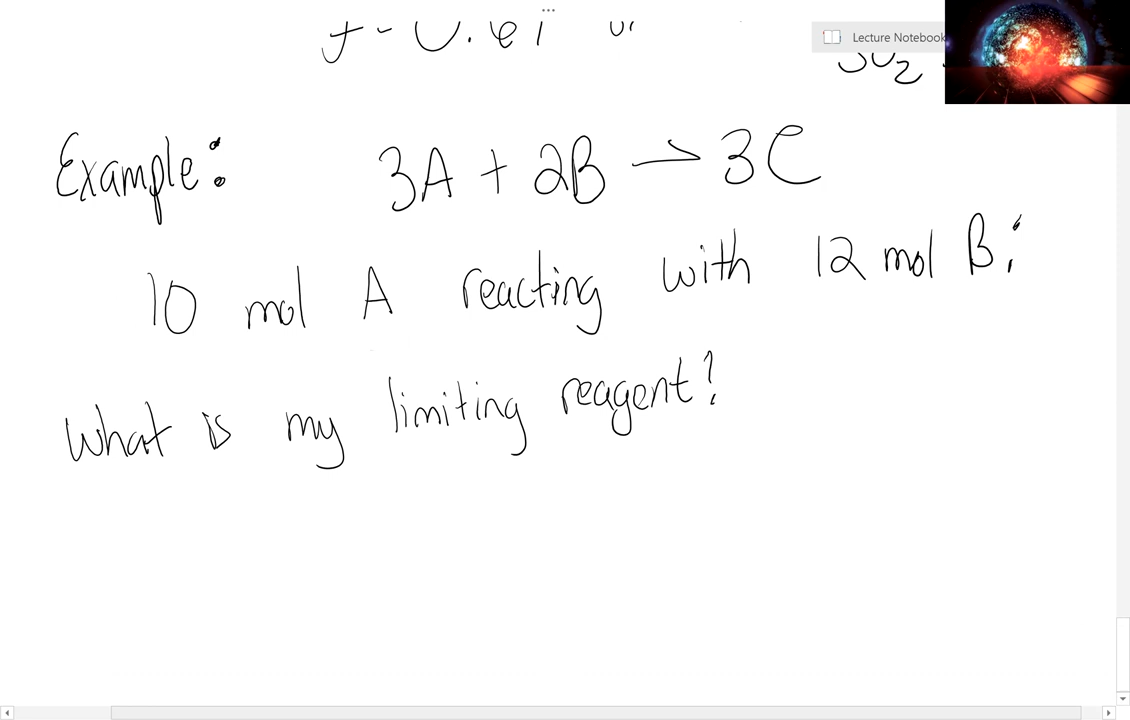 Lecture Notebook
Example: 3A + 2B → 3C
10 mol A reacting with 12 mol B:
What is my limiting reagent?